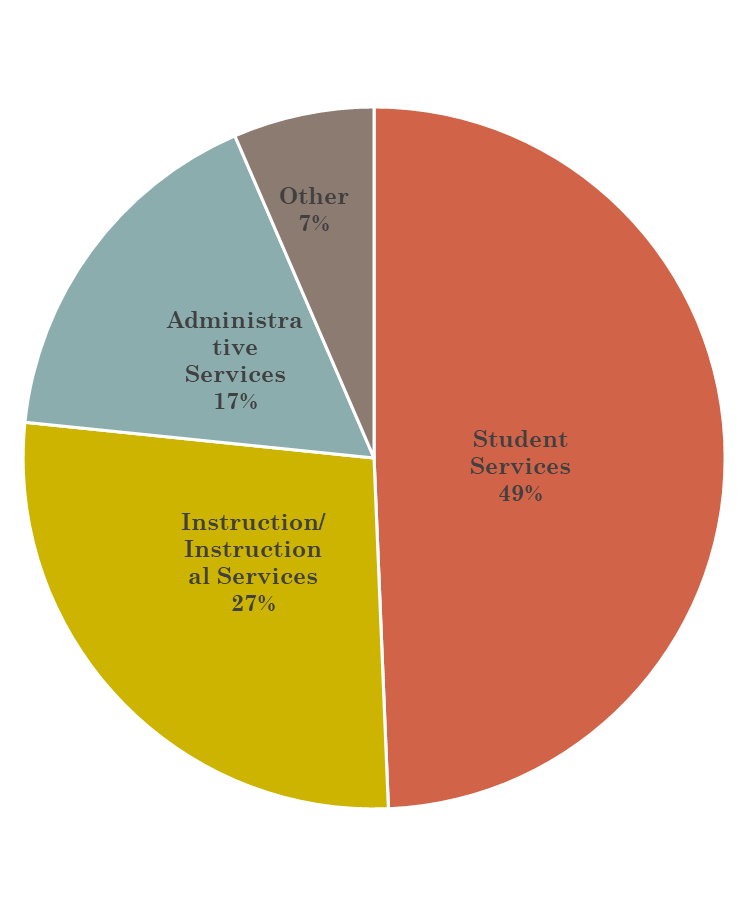 Other
7%
Administra
tive
Services
17%
Student
Services
49%
Instruction/
Instruction
al Services
27%